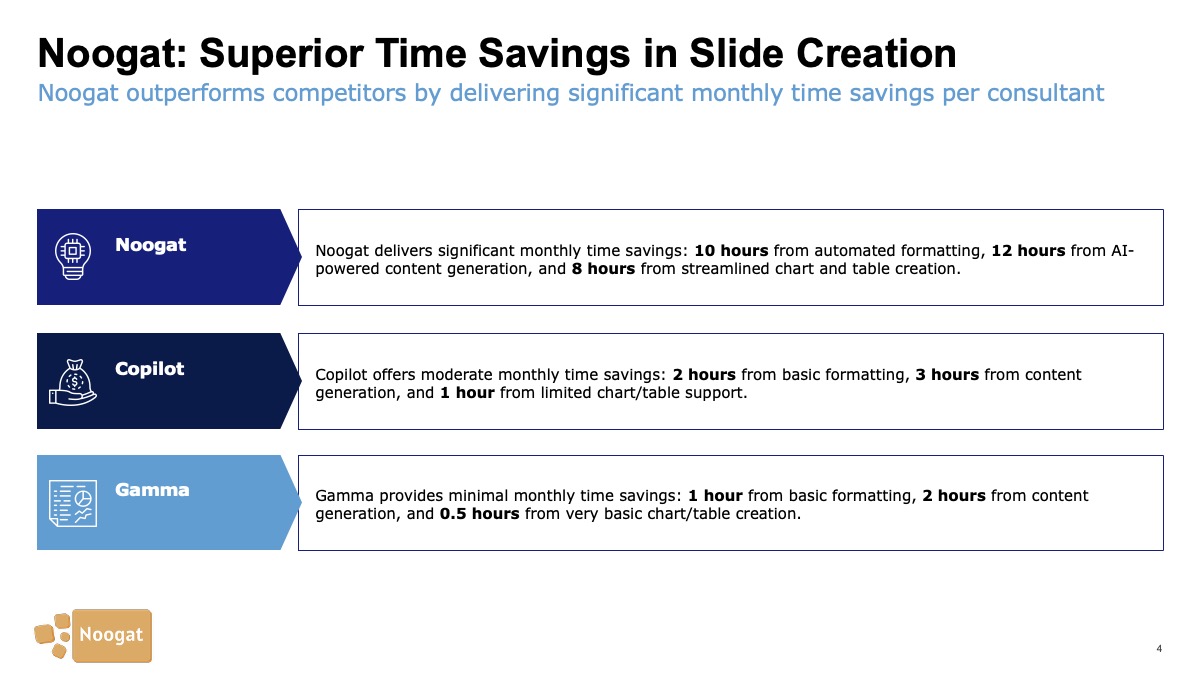 Noogat: Superior Time Savings in Slide Creation
Noogat outperforms competitors by delivering significant monthly time savings per consultant
Noogat
Noogat delivers significant monthly time savings: 10 hours from automated formatting, 12 hours from AI-
powered content generation, and 8 hours from streamlined chart and table creation.
Copilot
Copilot offers moderate monthly time savings: 2 hours from basic formatting, 3 hours from content
generation, and 1 hour from limited chart/table support.
Gamma
Gamma provides minimal monthly time savings: 1 hour from basic formatting, 2 hours from content
generation, and 0.5 hours from very basic chart/table creation.
Noogat
4